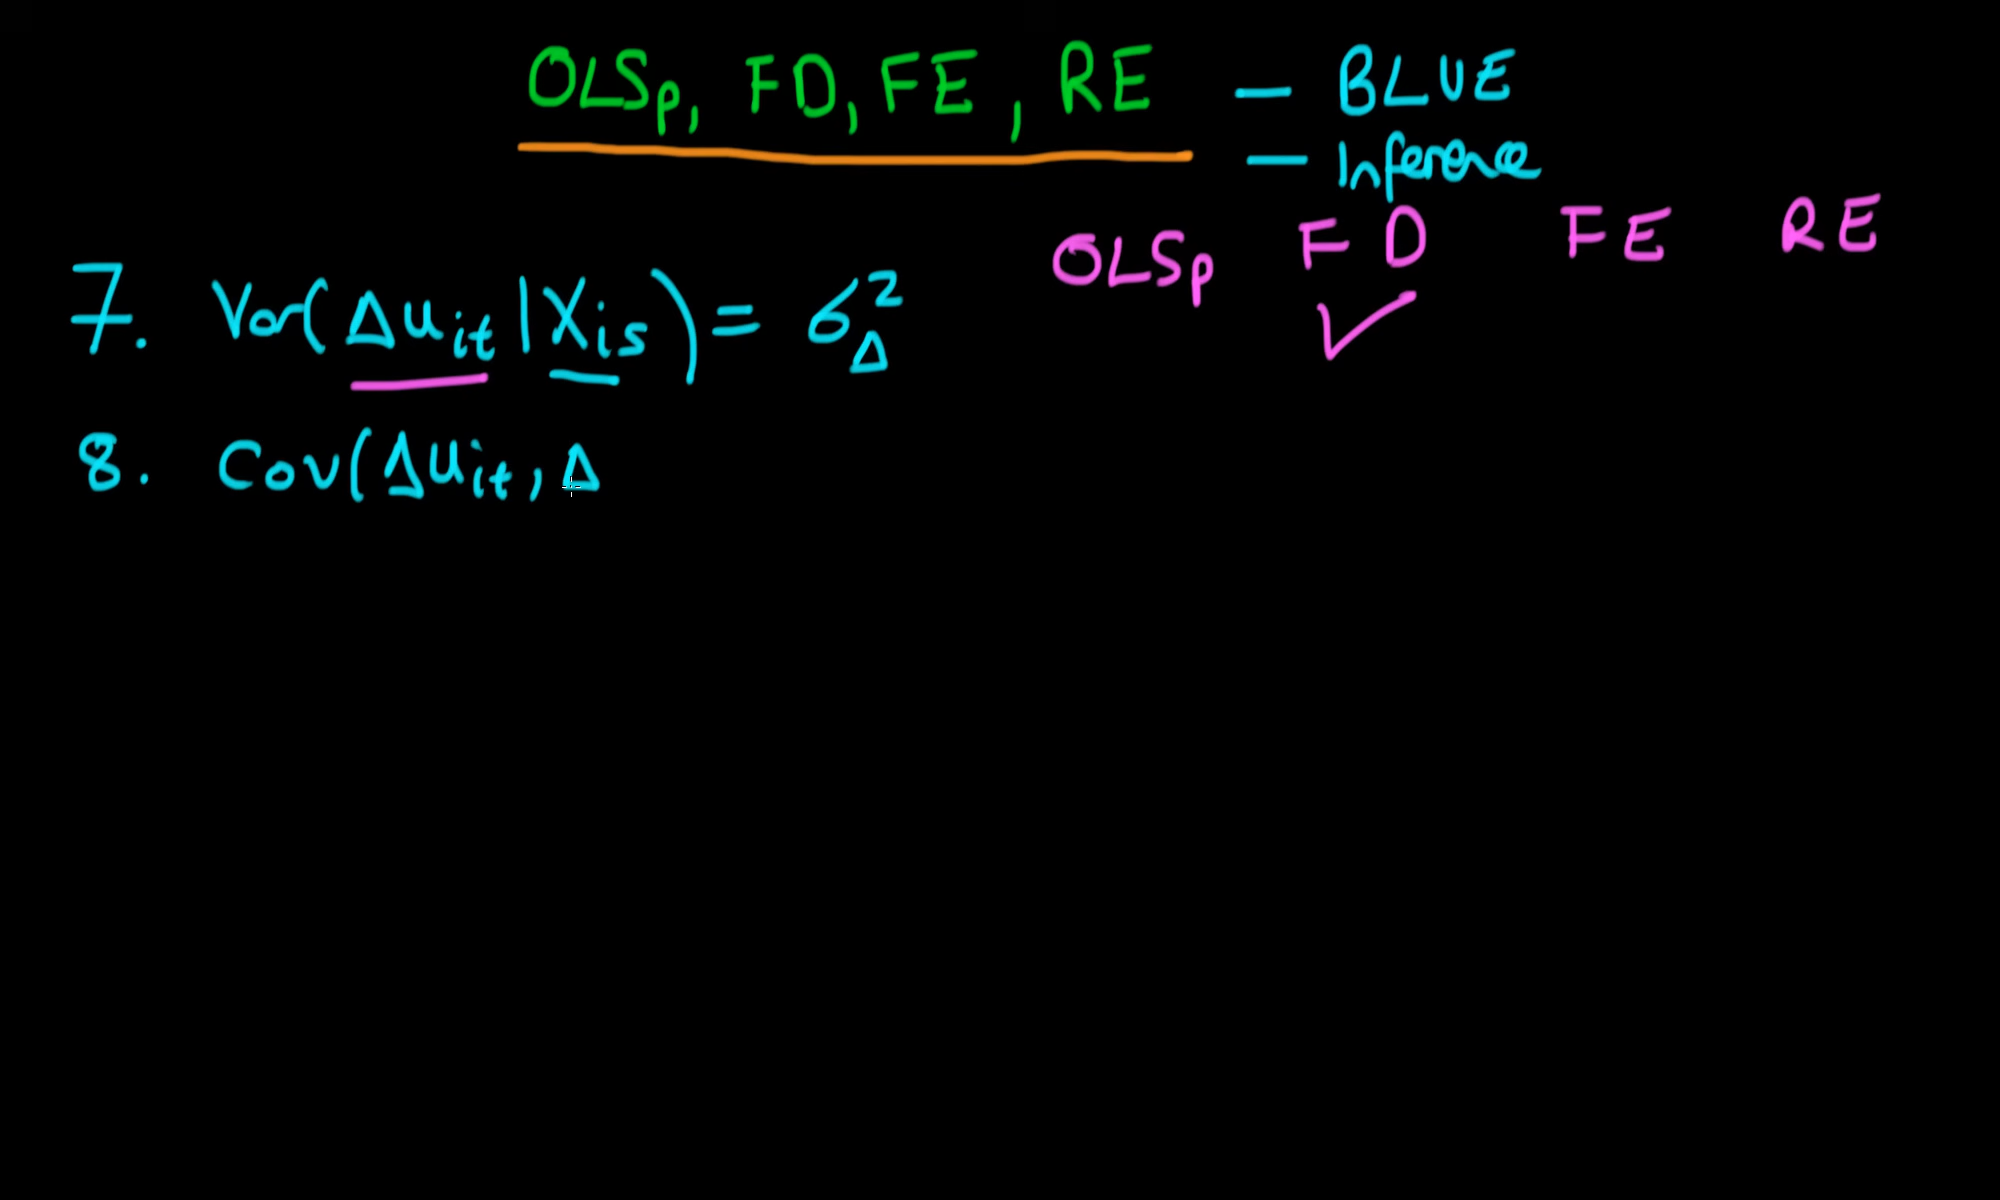 OLSp, FD, FE, RE - BLUE
- Inference
OLSp FD FE RE
7. Var(Δuit | Xis) = σ²Δ ✓
8. Cov(Δuit, Δ